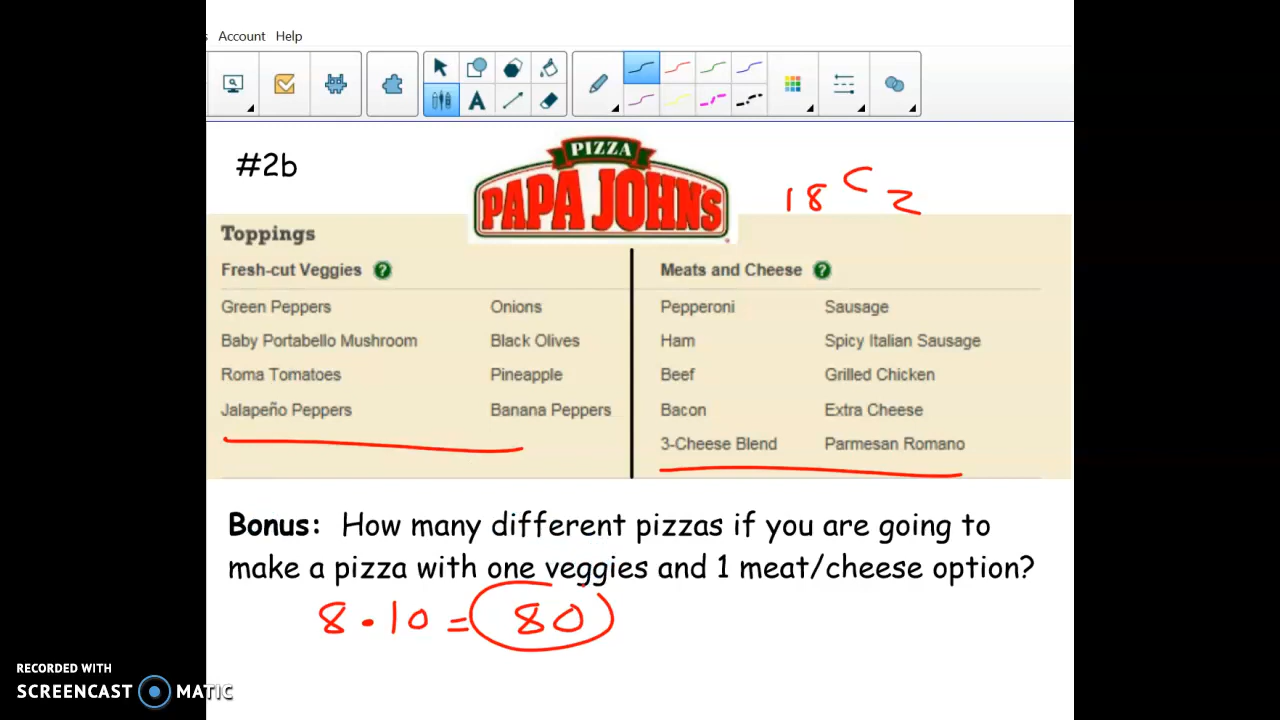 Account Help
#2b
PIZZA
PAPA JOHN'S
18 C 2
Toppings
Fresh-cut Veggies ?
Meats and Cheese ?
Green Peppers Onions
Pepperoni Sausage
Baby Portabello Mushroom Black Olives
Ham Spicy Italian Sausage
Roma Tomatoes Pineapple
Beef Grilled Chicken
Jalapeño Peppers Banana Peppers
Bacon Extra Cheese
3-Cheese Blend Parmesan Romano
Bonus: How many different pizzas if you are going to
make a pizza with one veggies and 1 meat/cheese option?
8 · 10 = 80
RECORDED WITH
SCREENCAST MATIC